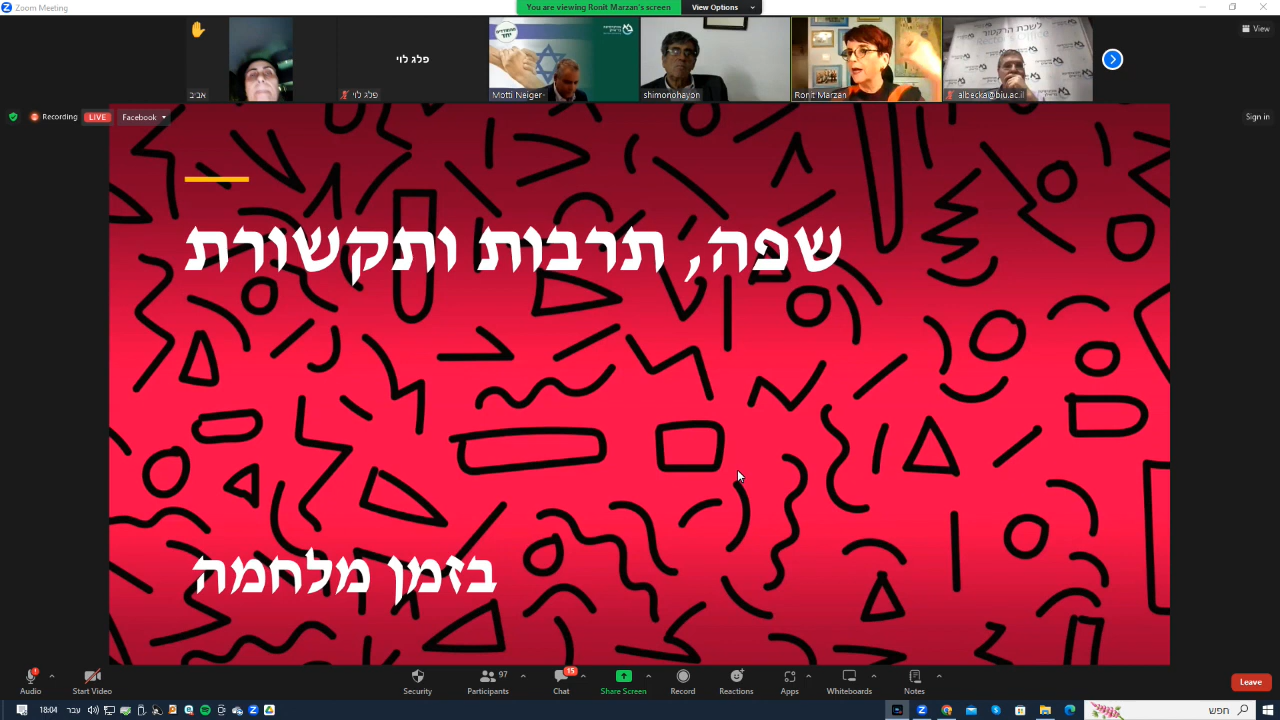 Zoom Meeting
You are viewing Ronit Marzan's screen
View Options
View
אביב
פלג לוי
פלג לוי
Motti Neiger
shimonohayon
Ronit Marzan
לשכת הרקטור
albecka@biu.ac.il
Recording
LIVE
Facebook
Sign in
שפה, תרבות ותקשורת
בזמן מלחמה
Audio
Start Video
Security
Participants
97
Chat
15
Share Screen
Record
Reactions
Apps
Whiteboards
Notes
Leave
18:04
עבר
חפש